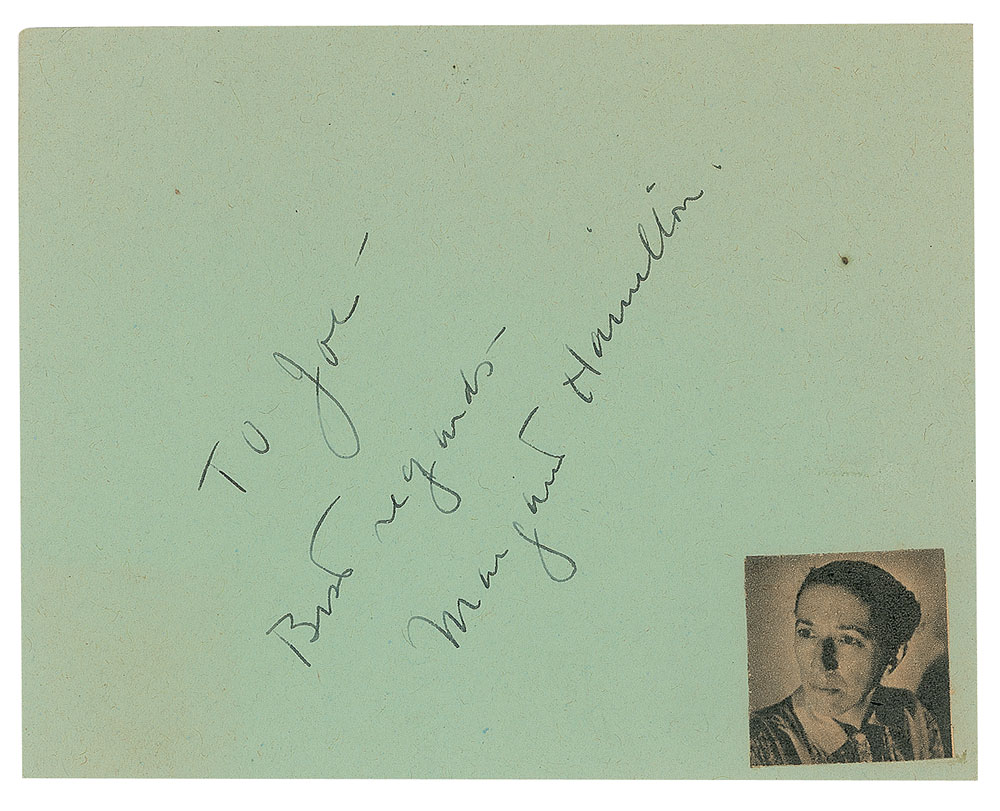 To Joe –
Best regards –
Margaret Hamilton.